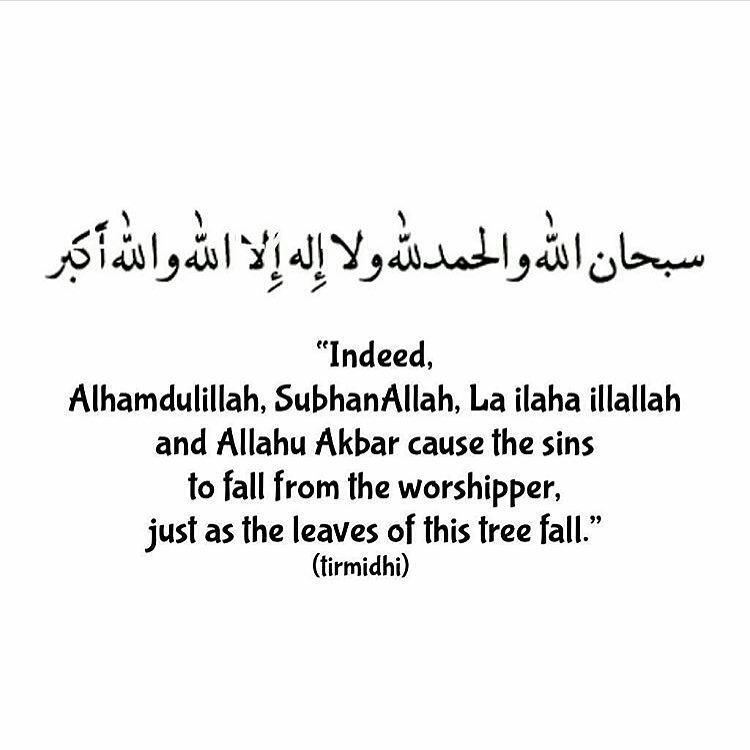 سبحان الله والحمدلله ولا إله إلا الله والله أكبر
“Indeed,
Alhamdulillah, SubhanAllah, La ilaha illallah
and Allahu Akbar cause the sins
to fall from the worshipper,
just as the leaves of this tree fall.”
(tirmidhi)